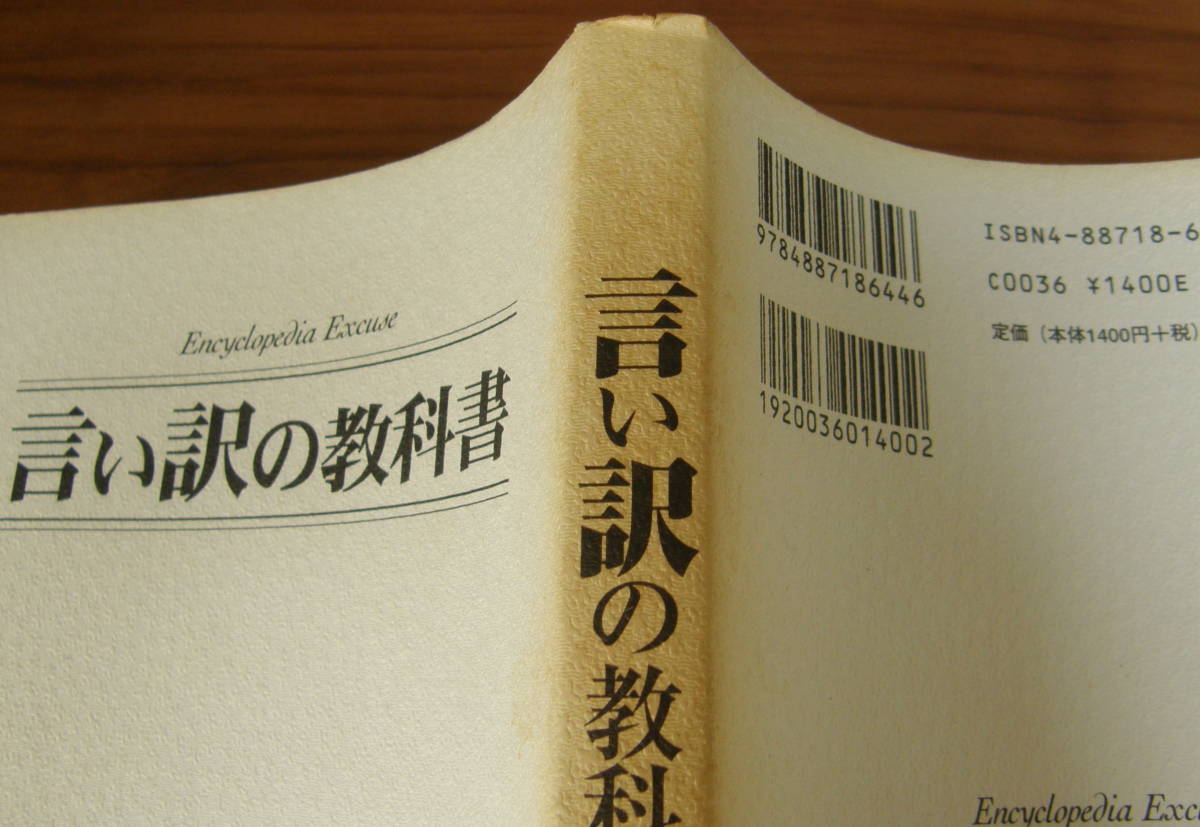 Encyclopedia Excuse
言い訳の教科書
言い訳の教科
9784887186446
1920036014002
ISBN4-88718-6
C0036 ¥1400E
定価（本体1400円＋税）
Encyclopedia Exc